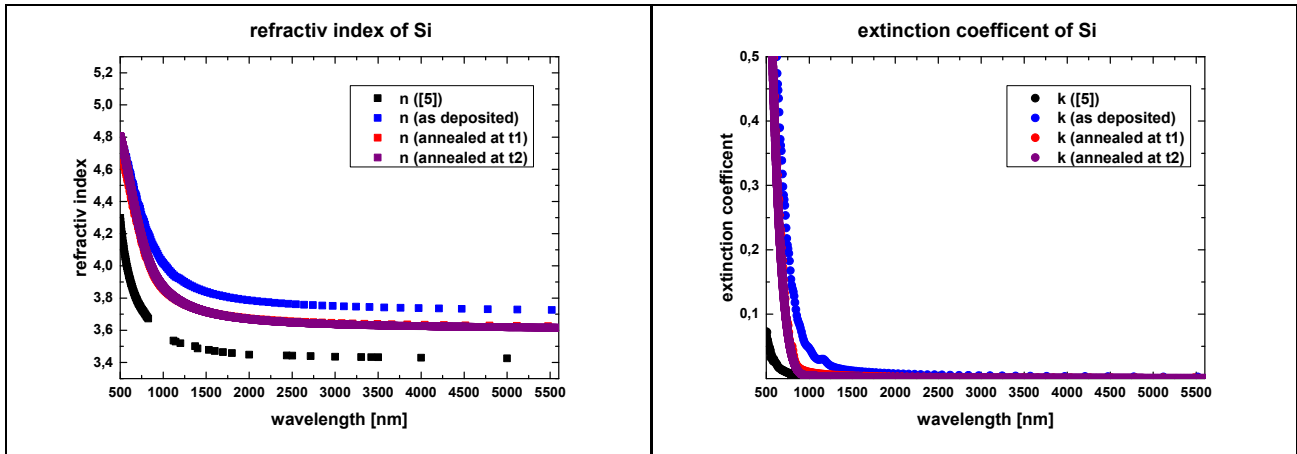 refractiv index of Si
5,2
5,0
4,8
4,6
4,4
4,2
4,0
3,8
3,6
3,4
refractiv index
n ([5])
n (as deposited)
n (annealed at t1)
n (annealed at t2)
500 1000 1500 2000 2500 3000 3500 4000 4500 5000 5500
wavelength [nm]
extinction coefficent of Si
0,5
0,4
0,3
0,2
0,1
extinction coefficent
k ([5])
k (as deposited)
k (annealed at t1)
k (annealed at t2)
500 1000 1500 2000 2500 3000 3500 4000 4500 5000 5500
wavelength [nm]